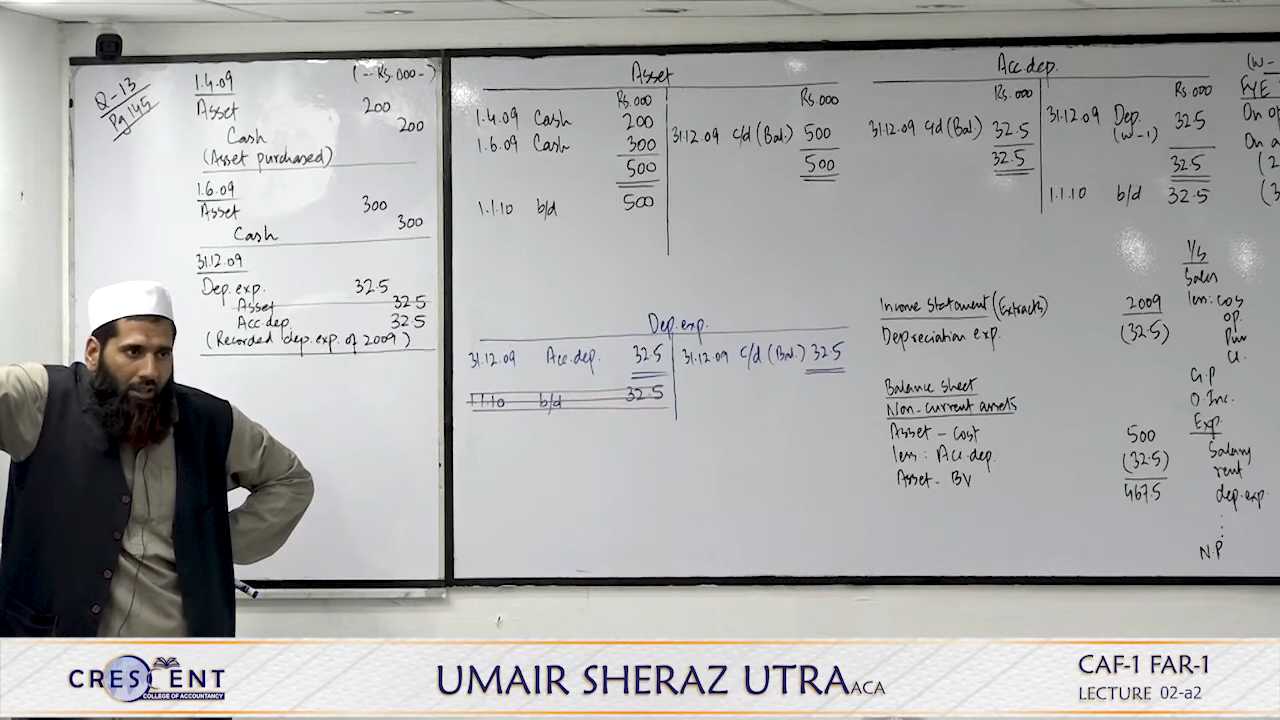 Q-13
Pg 145
1.4.09 (--Rs.000-)
Asset 200
Cash 200
(Asset purchased)
1.6.09
Asset 300
Cash 300
31.12.09
Dep. exp. 32.5
Asset 32.5
Acc.dep. 32.5
(Recorded dep.exp. of 2009)
Asset
Rs.000 Rs.000
1.4.09 Cash 200 31.12.09 c/d (Bal.) 500
1.6.09 Cash 300
500 500
1.1.10 b/d 500
Acc.dep.
Rs.000 Rs.000
31.12.09 c/d (Bal.) 32.5 31.12.09 Dep. (W-1) 32.5
32.5 32.5
1.1.10 b/d 32.5
Dep.exp.
31.12.09 Acc.dep. 32.5 31.12.09 c/d (Bal.) 32.5
1.1.10 b/d 32.5
Income statement (Extracts) 2009
Depreciation exp. (32.5)
Balance sheet
Non-current assets
Asset - Cost 500
less: Acc.dep. (32.5)
Asset - BV 467.5
(W-
FYE
On op
On a
(2
(3
I/S
Sales
less: cos
op.
Pur
G.P
O.Inc.
Exp.
Salary
rent
dep.exp.
:
N.P
CRESCENT
COLLEGE OF ACCOUNTANCY
UMAIR SHERAZ UTRA ACA
CAF-1 FAR-1
LECTURE 02-a2